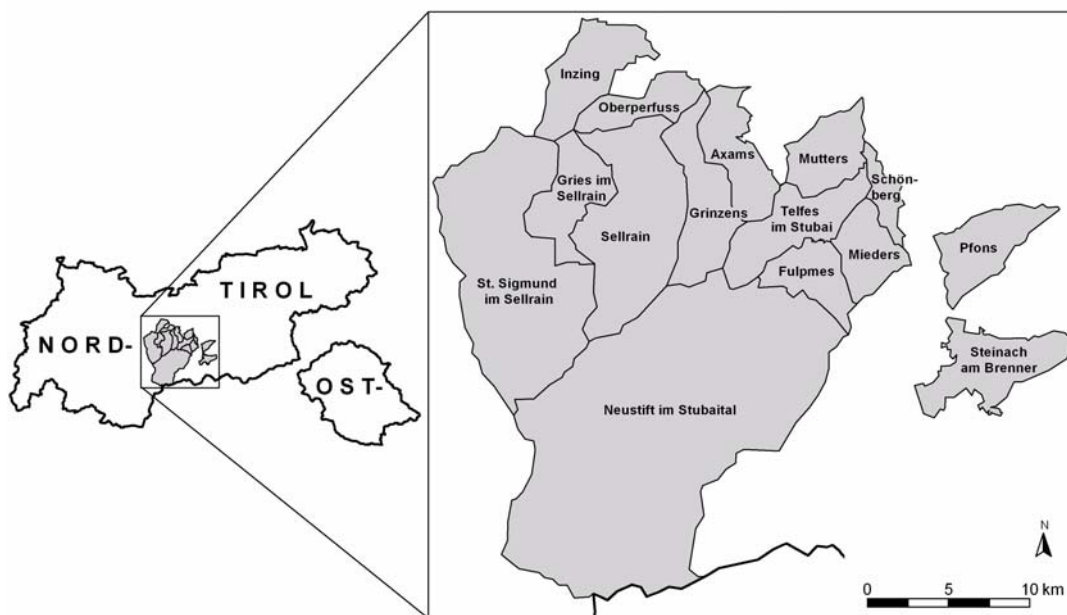 Inzing
Oberperfuss
Axams
Mutters
Gries im
Sellrain
Schön-
berg
Grinzens
Telfes
im Stubai
Sellrain
Pfons
Mieders
Fulpmes
St. Sigmund
im Sellrain
TIROL
NORD-
OST-
Steinach
am Brenner
Neustift im Stubaital
N
0 5 10 km